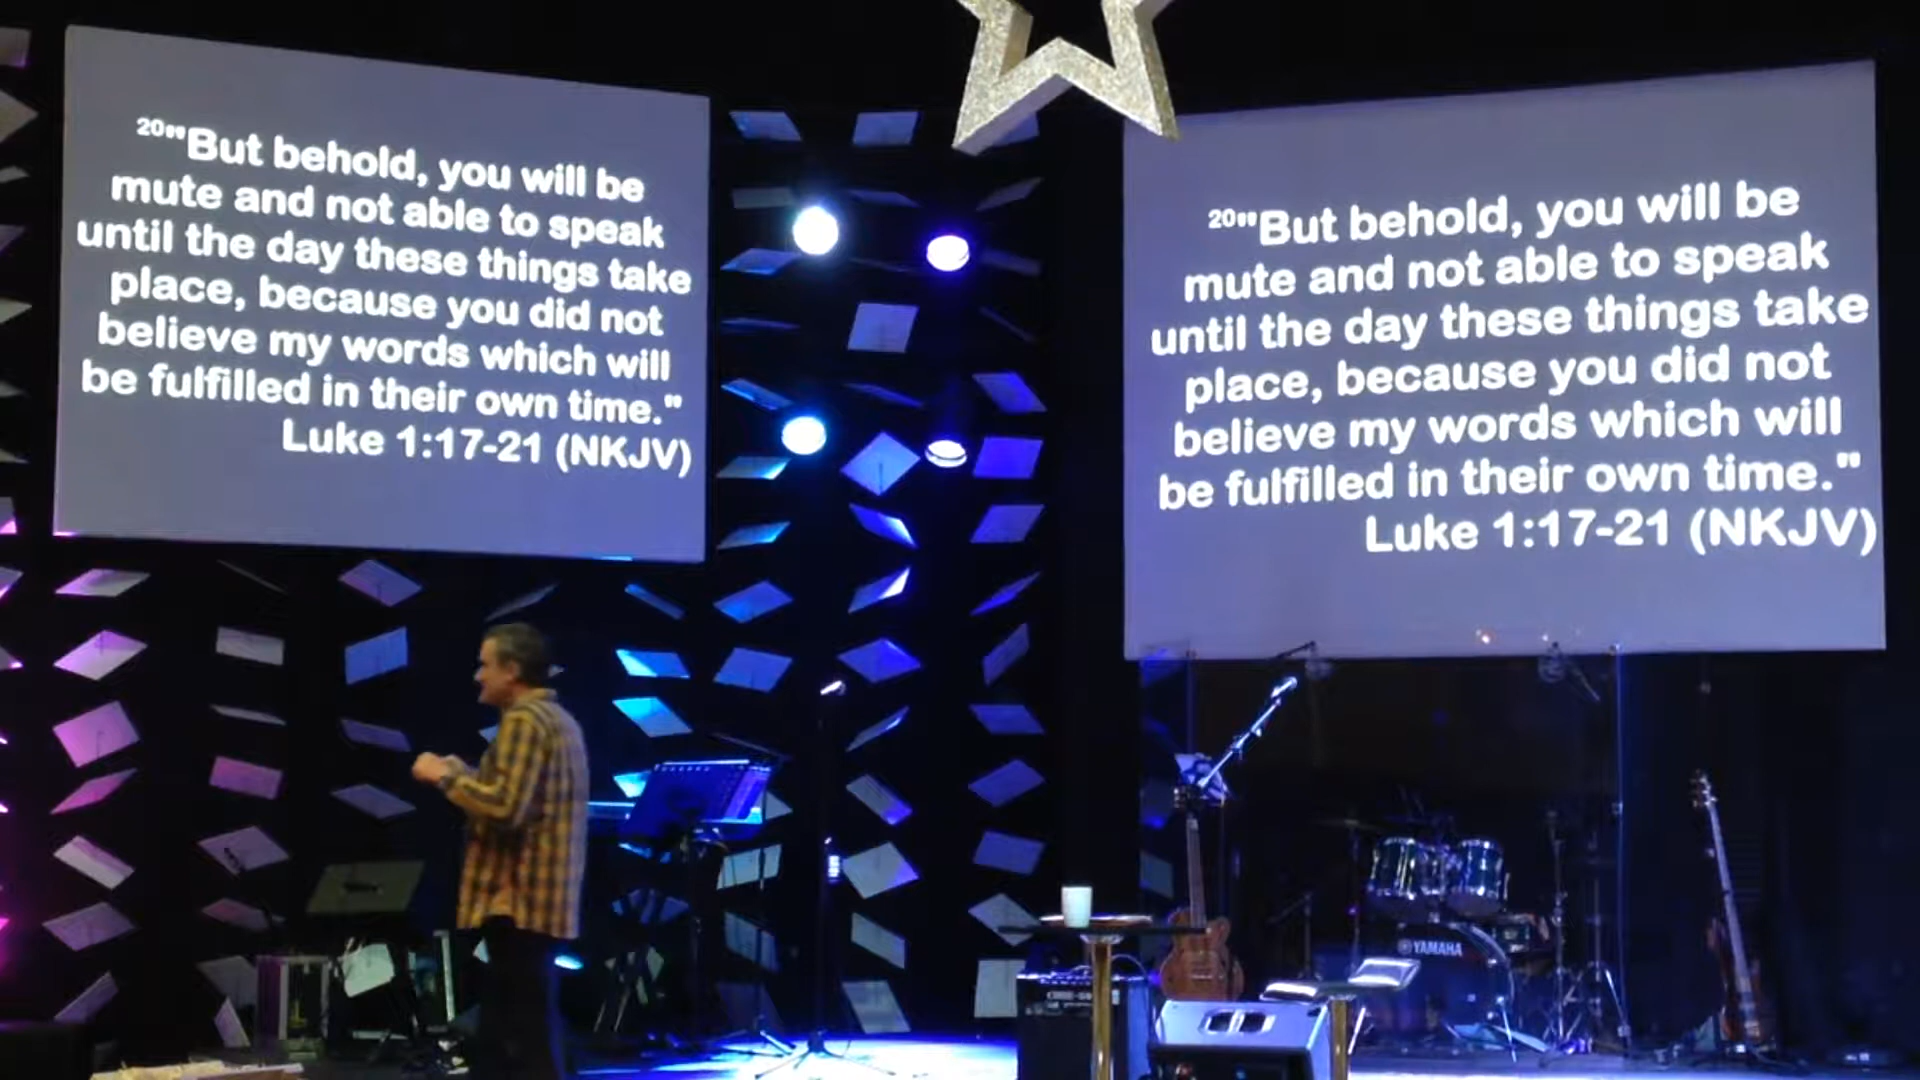 20"'But behold, you will be
mute and not able to speak
until the day these things take
place, because you did not
believe my words which will
be fulfilled in their own time."
Luke 1:17-21 (NKJV)
20"'But behold, you will be
mute and not able to speak
until the day these things take
place, because you did not
believe my words which will
be fulfilled in their own time."
Luke 1:17-21 (NKJV)
YAMAHA